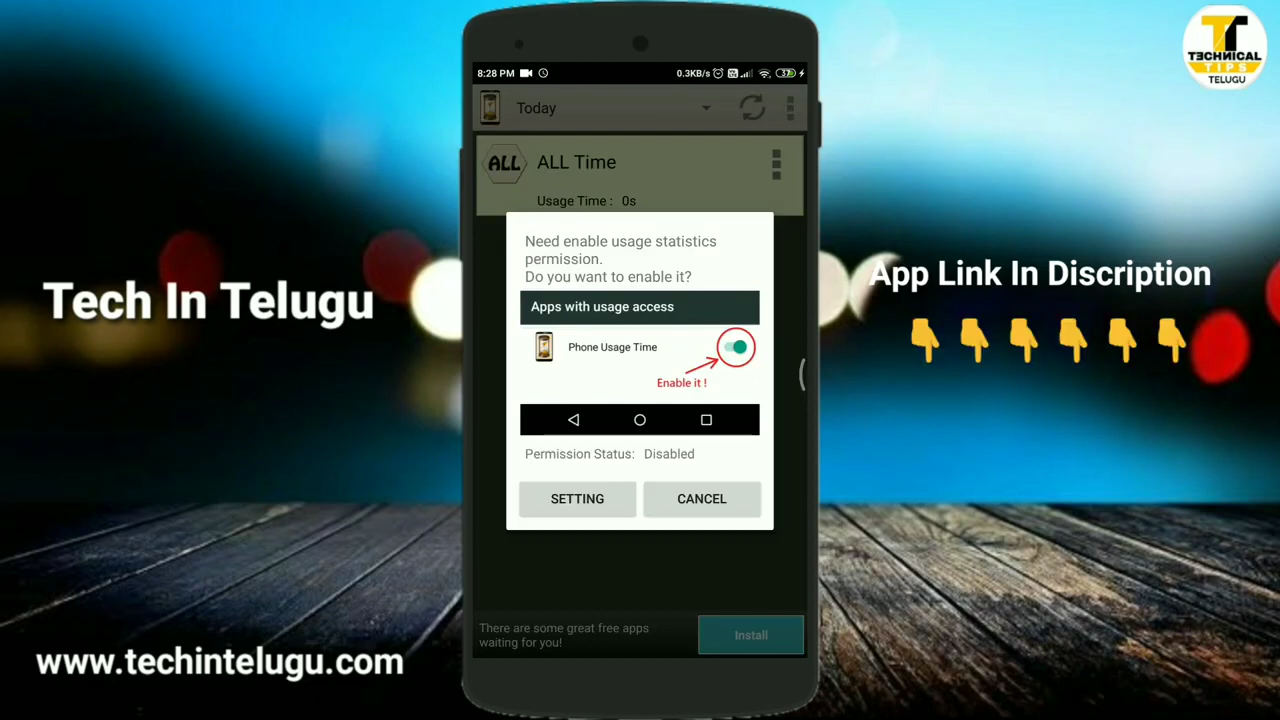 TECHNICAL
TIPS
TELUGU
Tech In Telugu
www.techintelugu.com
App Link In Discription
👇👇👇👇👇👇
8:28 PM
0.3KB/s
37
Today
ALL
ALL Time
Usage Time : 0s
Need enable usage statistics
permission.
Do you want to enable it?
Apps with usage access
Phone Usage Time
Enable it !
Permission Status: Disabled
SETTING
CANCEL
There are some great free apps
waiting for you!
Install